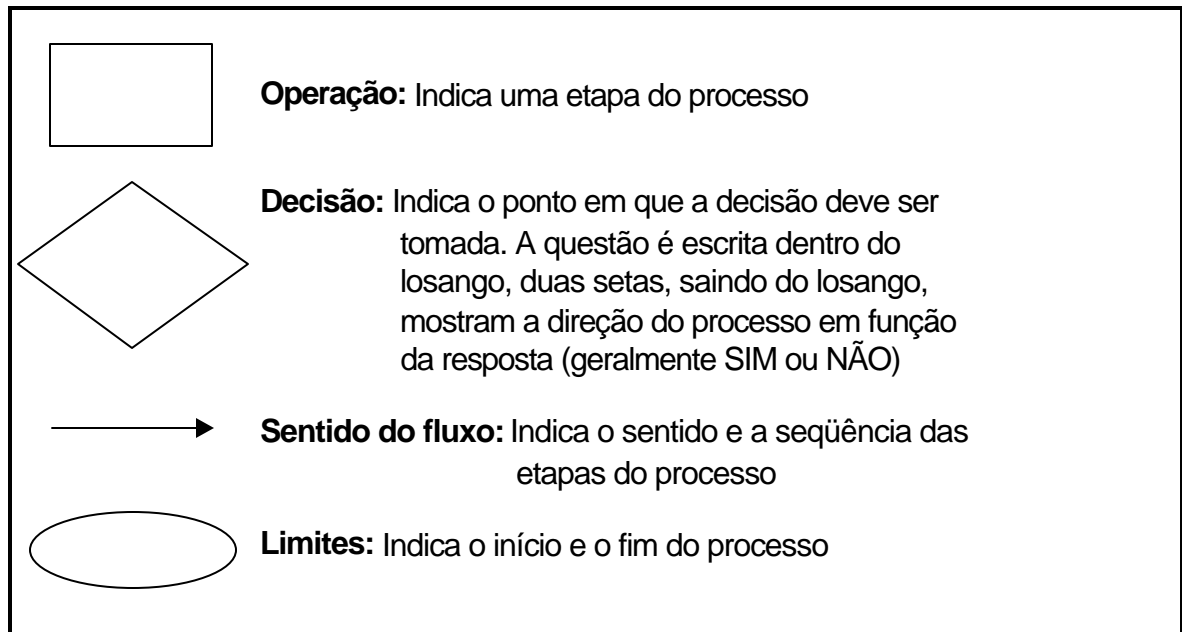 Operação: Indica uma etapa do processo
Decisão: Indica o ponto em que a decisão deve ser
tomada. A questão é escrita dentro do
losango, duas setas, saindo do losango,
mostram a direção do processo em função
da resposta (geralmente SIM ou NÃO)
Sentido do fluxo: Indica o sentido e a seqüência das
etapas do processo
Limites: Indica o início e o fim do processo